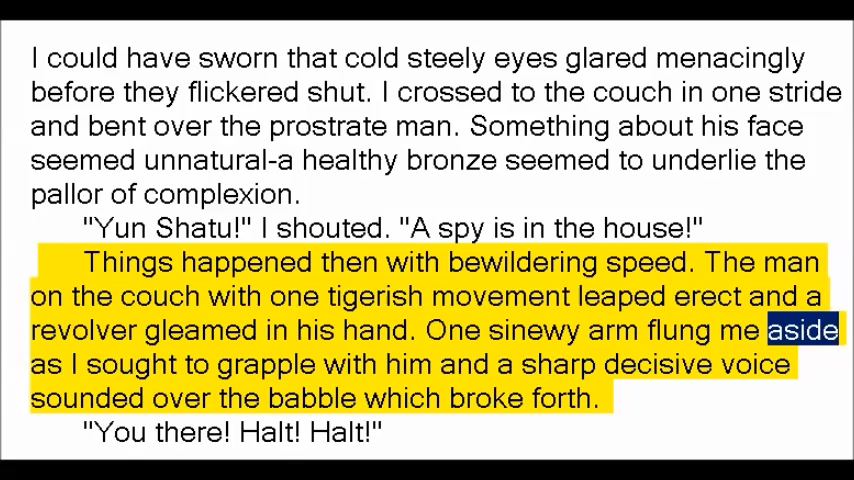 I could have sworn that cold steely eyes glared menacingly
before they flickered shut. I crossed to the couch in one stride
and bent over the prostrate man. Something about his face
seemed unnatural-a healthy bronze seemed to underlie the
pallor of complexion.
"Yun Shatu!" I shouted. "A spy is in the house!"
Things happened then with bewildering speed. The man
on the couch with one tigerish movement leaped erect and a
revolver gleamed in his hand. One sinewy arm flung me aside
as I sought to grapple with him and a sharp decisive voice
sounded over the babble which broke forth.
"You there! Halt! Halt!"